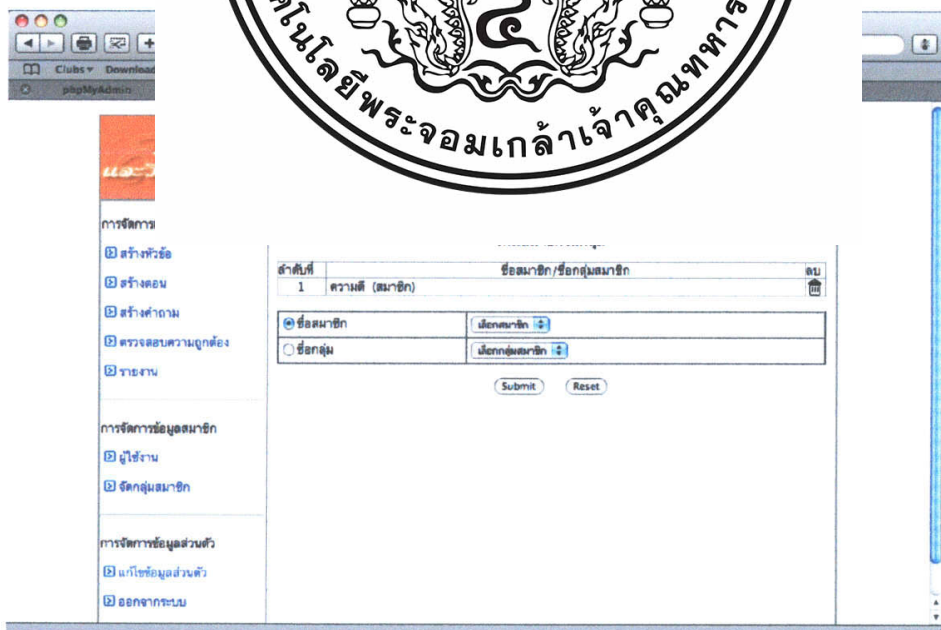 คโนโลยีพระจอมเกล้าเจ้าคุณทหาร
Clubs
phpMyAdmin
และ
สร้างหัวข้อ
สร้างตอน
สร้างคำถาม
ตรวจสอบความถูกต้อง
รายงาน
การจัดการข้อมูลสมาชิก
ผู้ใช้งาน
จัดกลุ่มสมาชิก
การจัดการข้อมูลส่วนตัว
แก้ไขข้อมูลส่วนตัว
ออกจากระบบ
ลำดับที่ ชื่อสมาชิก/ชื่อกลุ่มสมาชิก ลบ
1 ความดี (สมาชิก)
ชื่อสมาชิก เลือกสมาชิก
ชื่อกลุ่ม เลือกกลุ่มสมาชิก
Submit Reset